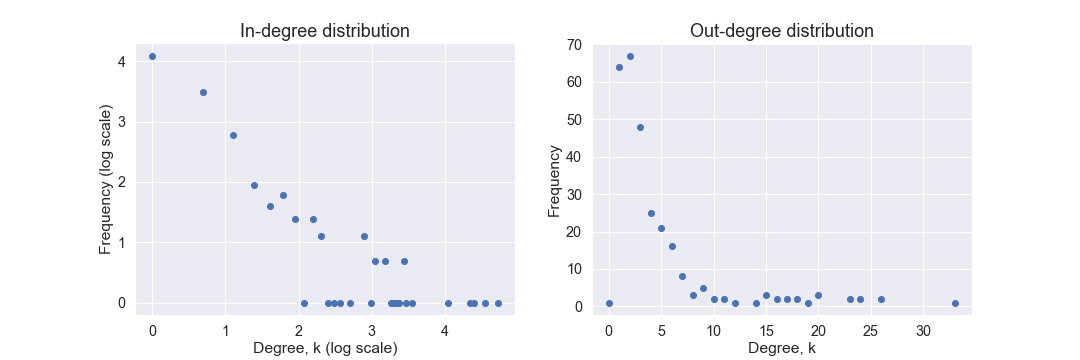 In-degree distribution
Frequency (log scale)
4
3
2
1
0
0 1 2 3 4
Degree, k (log scale)
Out-degree distribution
Frequency
70
60
50
40
30
20
10
0
0 5 10 15 20 25 30
Degree, k